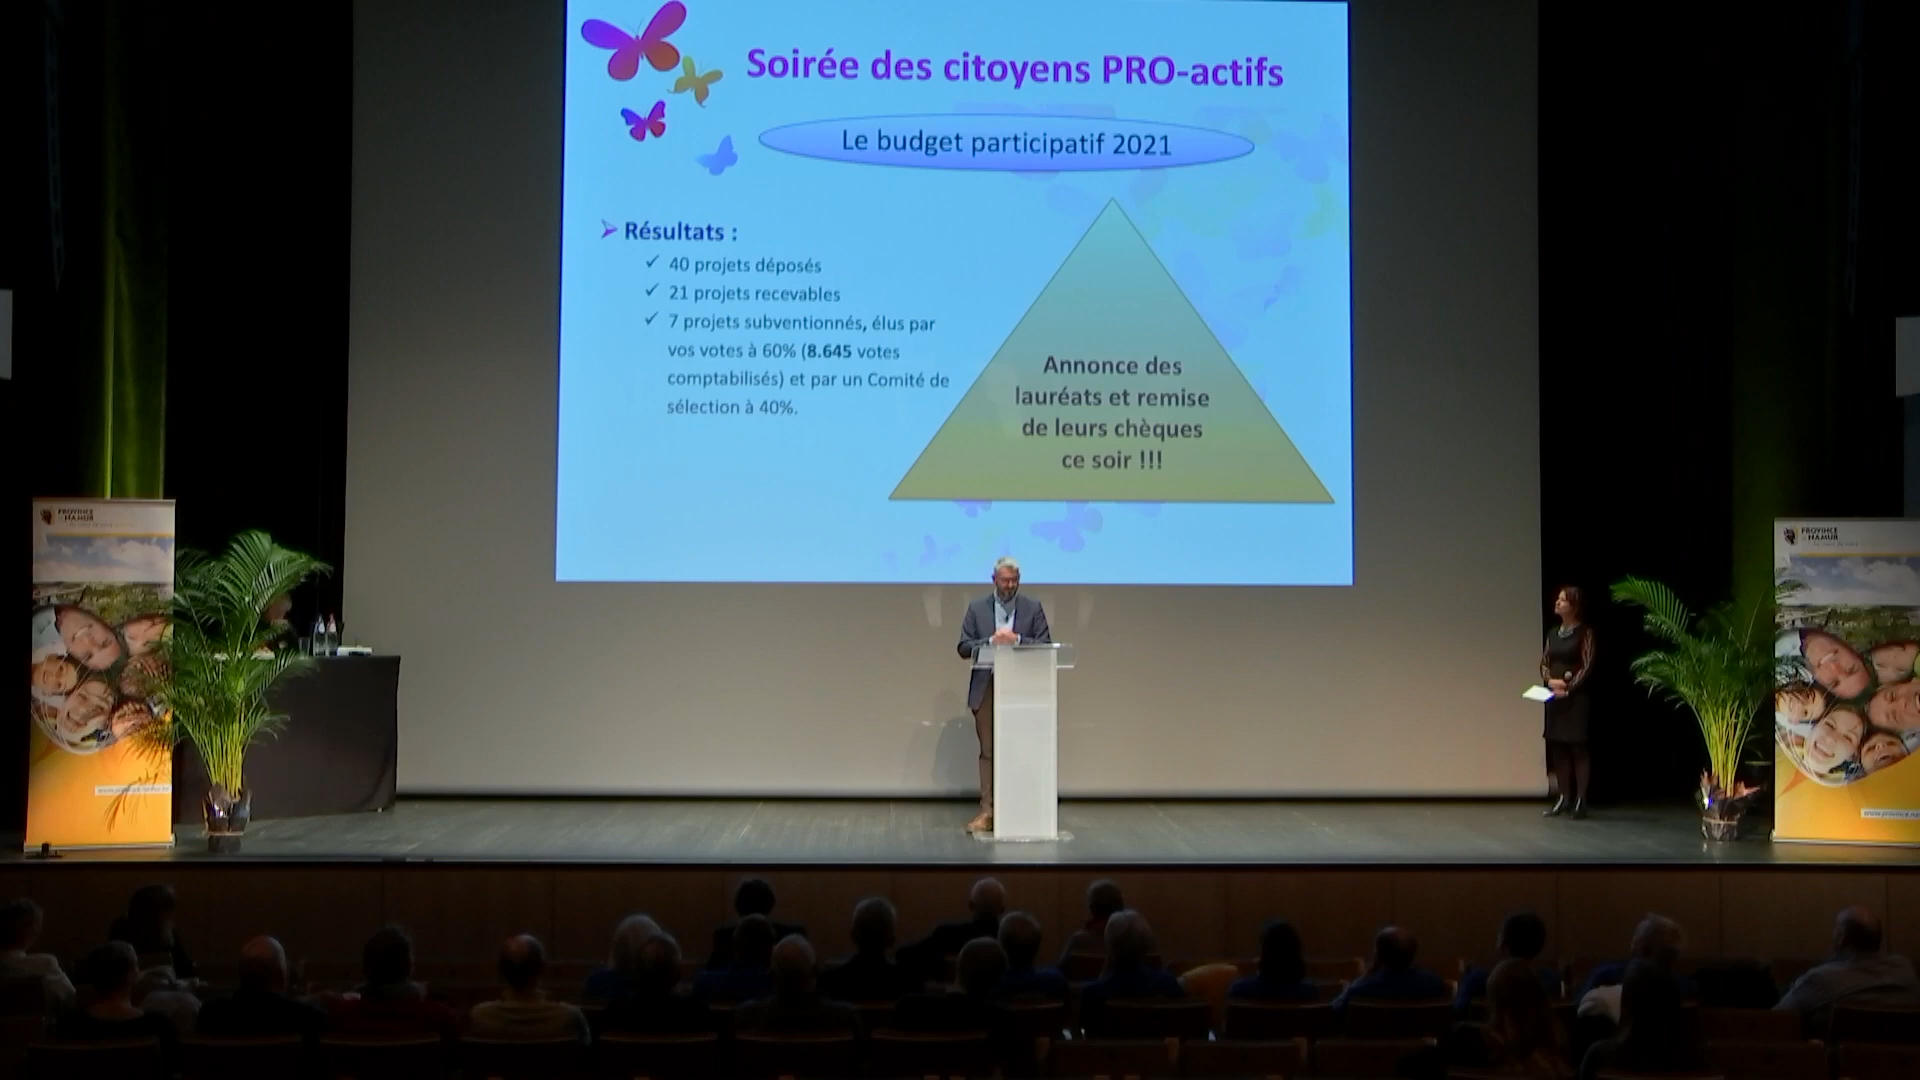 Soirée des citoyens PRO-actifs
Le budget participatif 2021
Résultats :
40 projets déposés
21 projets recevables
7 projets subventionnés, élus par
vos votes à 60% (8.645 votes
comptabilisés) et par un Comité de
sélection à 40%.
Annonce des
lauréats et remise
de leurs chèques
ce soir !!!
PROVINCE
NAMUR
PROVINCE
NAMUR